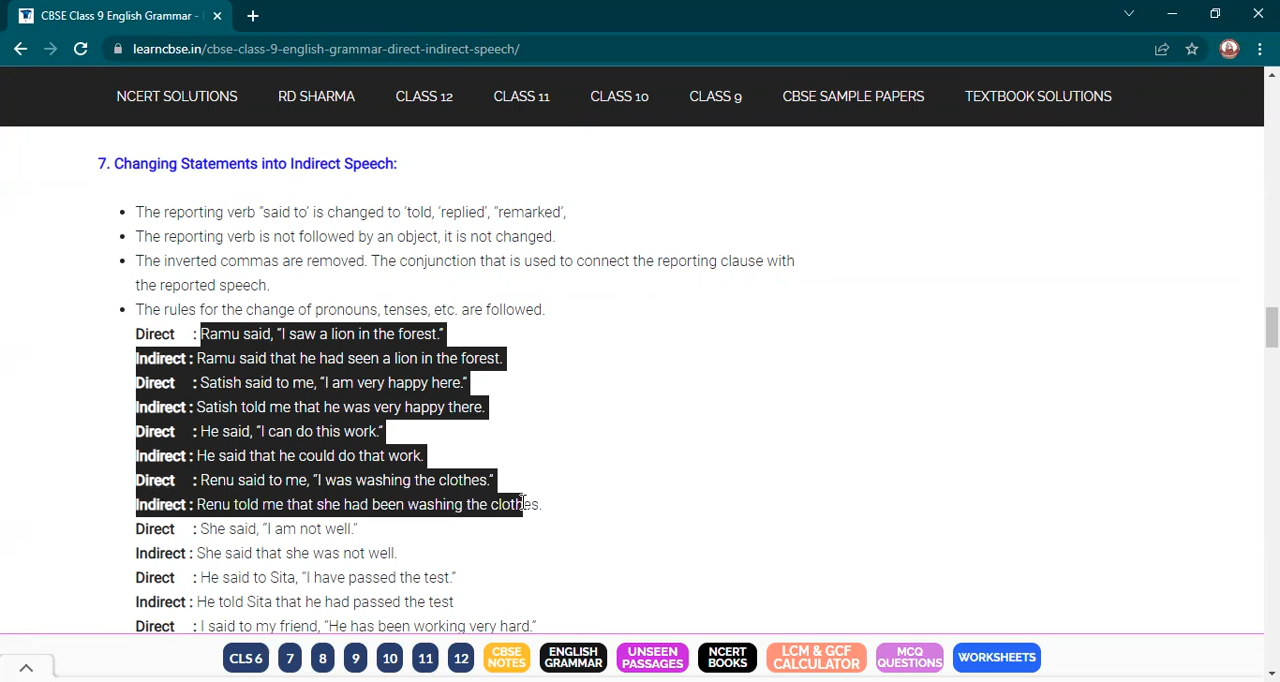 CBSE Class 9 English Grammar -
learncbse.in/cbse-class-9-english-grammar-direct-indirect-speech/
NCERT SOLUTIONS RD SHARMA CLASS 12 CLASS 11 CLASS 10 CLASS 9 CBSE SAMPLE PAPERS TEXTBOOK SOLUTIONS
7. Changing Statements into Indirect Speech:
The reporting verb “said to’ is changed to ‘told, ‘replied’, “remarked’,
The reporting verb is not followed by an object, it is not changed.
The inverted commas are removed. The conjunction that is used to connect the reporting clause with
the reported speech.
The rules for the change of pronouns, tenses, etc. are followed.
Direct : Ramu said, “I saw a lion in the forest.”
Indirect : Ramu said that he had seen a lion in the forest.
Direct : Satish said to me, “I am very happy here.”
Indirect : Satish told me that he was very happy there.
Direct : He said, “I can do this work.”
Indirect : He said that he could do that work.
Direct : Renu said to me, “I was washing the clothes.”
Indirect : Renu told me that she had been washing the clothes.
Direct : She said, “I am not well.”
Indirect : She said that she was not well.
Direct : He said to Sita, “I have passed the test.”
Indirect : He told Sita that he had passed the test
Direct : I said to my friend, “He has been working very hard.”
CLS 6 7 8 9 10 11 12 CBSE NOTES ENGLISH GRAMMAR UNSEEN PASSAGES NCERT BOOKS LCM & GCF CALCULATOR MCQ QUESTIONS WORKSHEETS